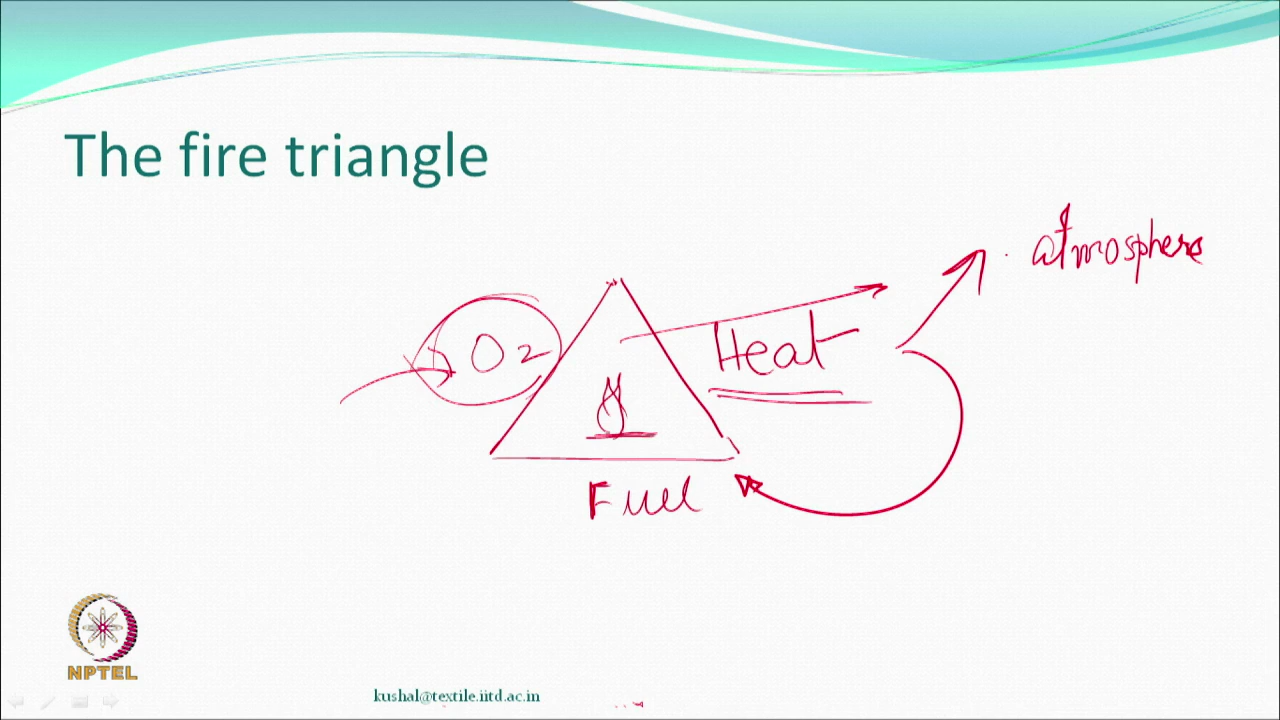 The fire triangle
atmosphere
O2
Heat
Fuel
NPTEL
kushal@textile.iitd.ac.in